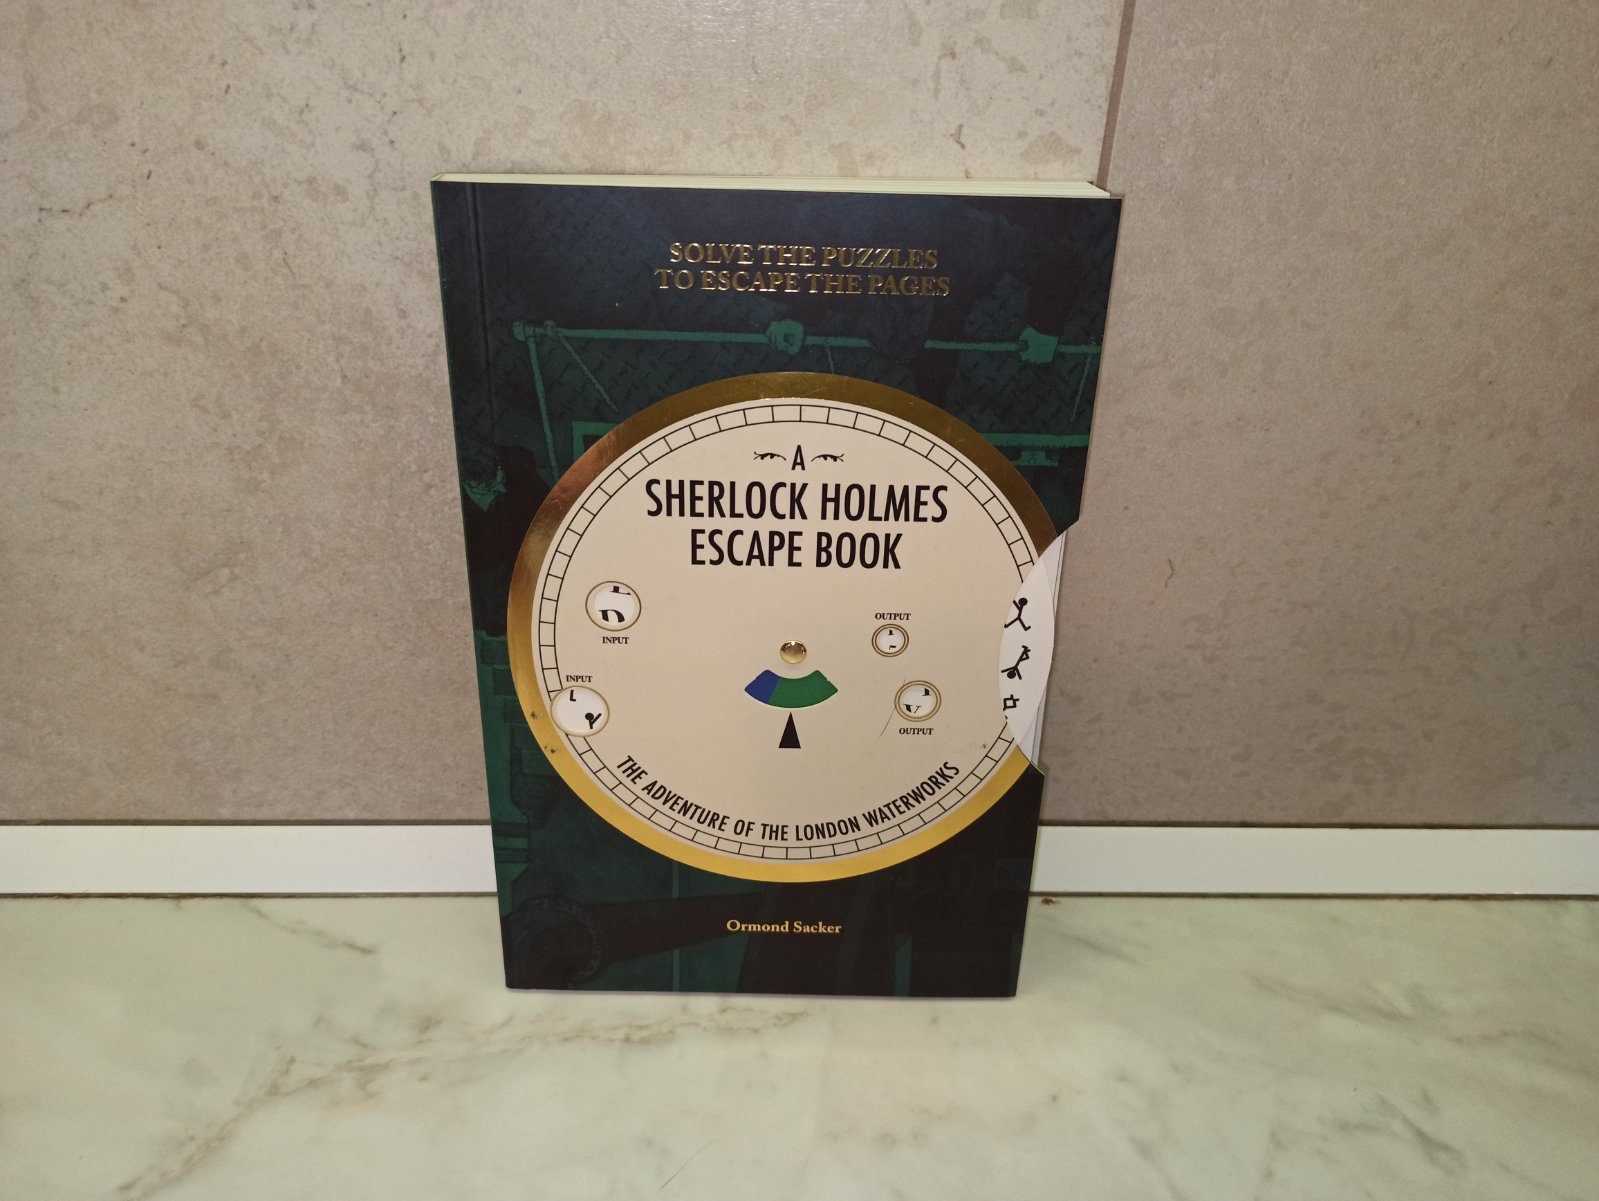 SOLVE THE PUZZLES
TO ESCAPE THE PAGES
A
SHERLOCK HOLMES
ESCAPE BOOK
INPUT
OUTPUT
INPUT
OUTPUT
THE ADVENTURE OF THE LONDON WATERWORKS
Ormond Sacker